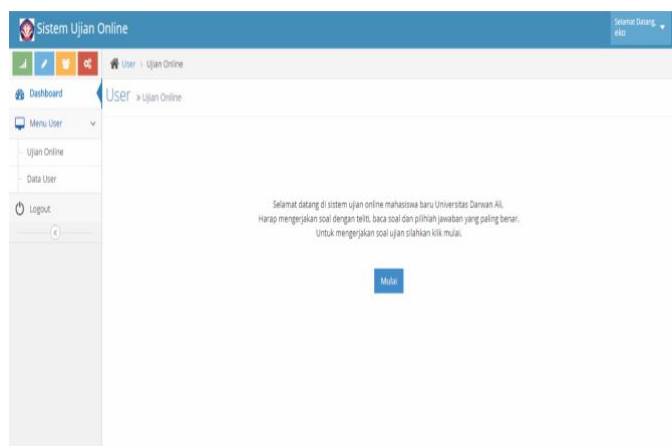 Sistem Ujian Online
Selamat Datang,
eko
User > Ujian Online
Dashboard
User » Ujian Online
Menu User
Ujian Online
Data User
Logout
Selamat datang di sistem ujian online mahasiswa baru Universitas Darwan Ali.
Harap mengerjakan soal dengan teliti, baca soal dan pilihlah jawaban yang paling benar.
Untuk mengerjakan soal ujian silahkan klik mulai.
Mulai